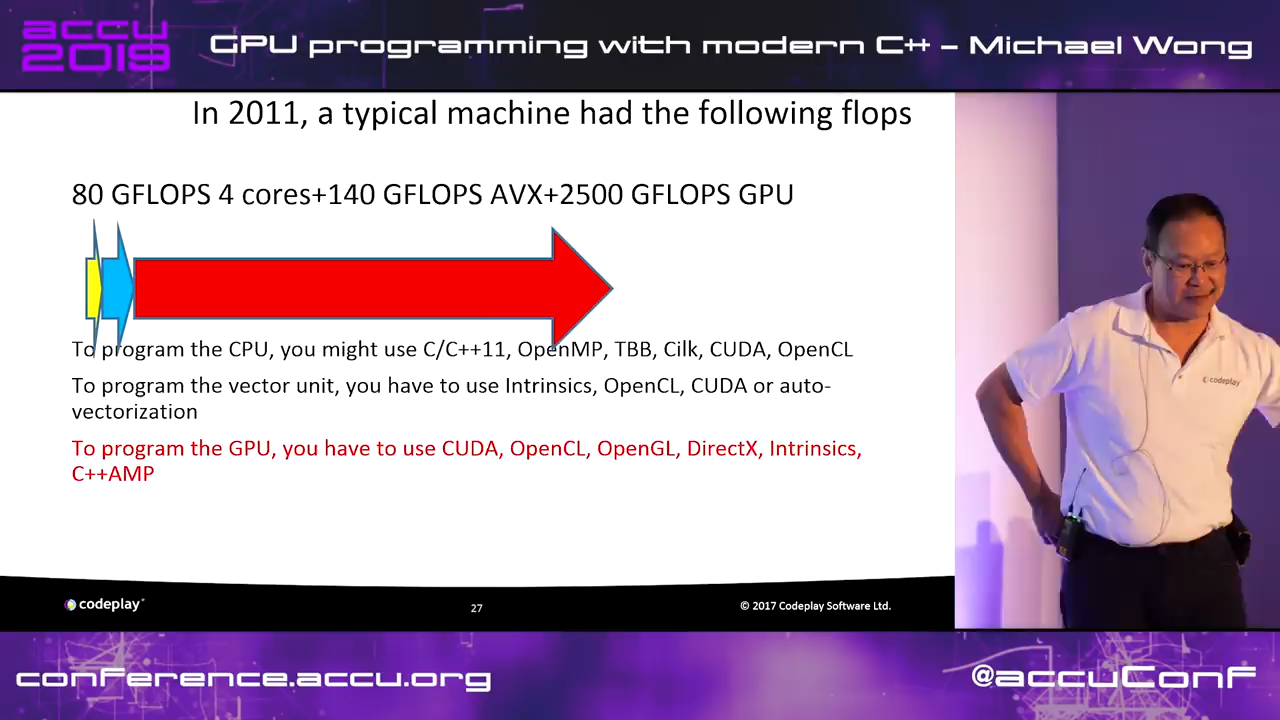 accu
2019
GPU programming with modern C++ – Michael Wong
In 2011, a typical machine had the following flops
80 GFLOPS 4 cores+140 GFLOPS AVX+2500 GFLOPS GPU
To program the CPU, you might use C/C++11, OpenMP, TBB, Cilk, CUDA, OpenCL
To program the vector unit, you have to use Intrinsics, OpenCL, CUDA or auto-
vectorization
To program the GPU, you have to use CUDA, OpenCL, OpenGL, DirectX, Intrinsics,
C++AMP
codeplay
codeplay
27
© 2017 Codeplay Software Ltd.
conference.accu.org
@accuConf